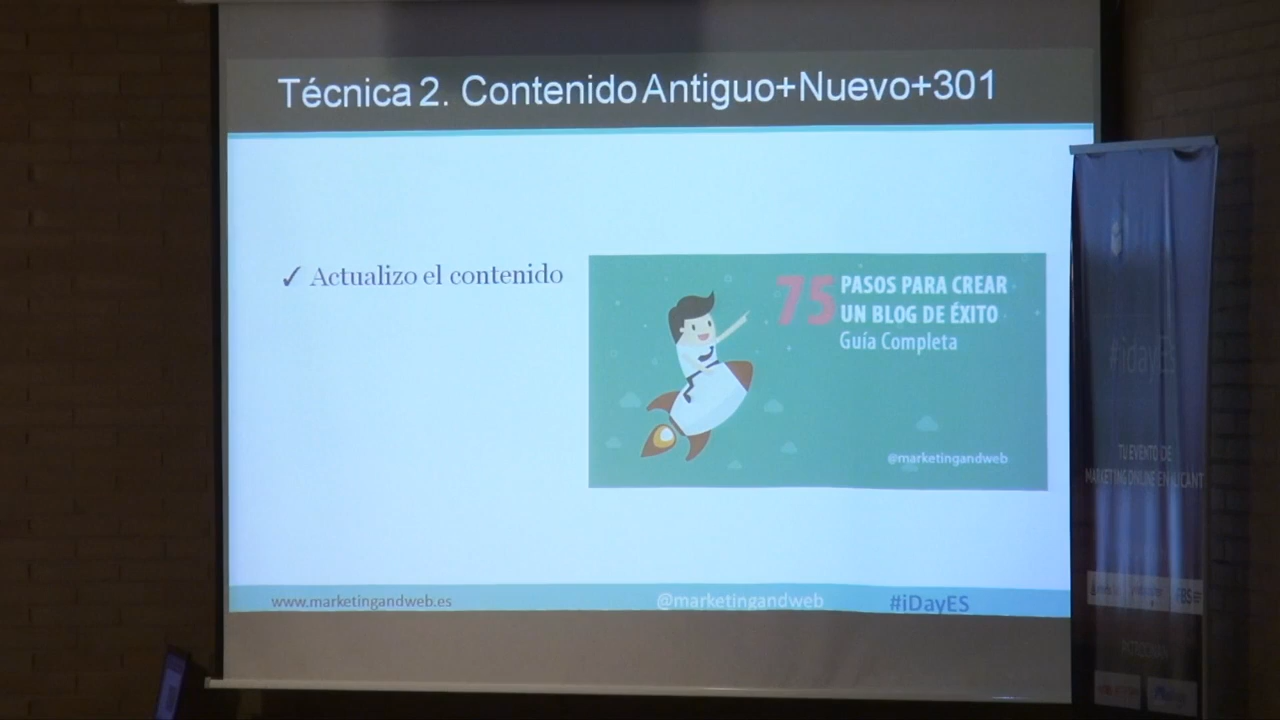 Técnica 2. Contenido Antiguo+Nuevo+301
✓ Actualizo el contenido
75 PASOS PARA CREAR
UN BLOG DE ÉXITO
Guía Completa
@marketingandweb
www.marketingandweb.es
@marketingandweb
#iDayES
#idayEs
TU EVENTO DE
MARKETING ONLINE EN ALICANT